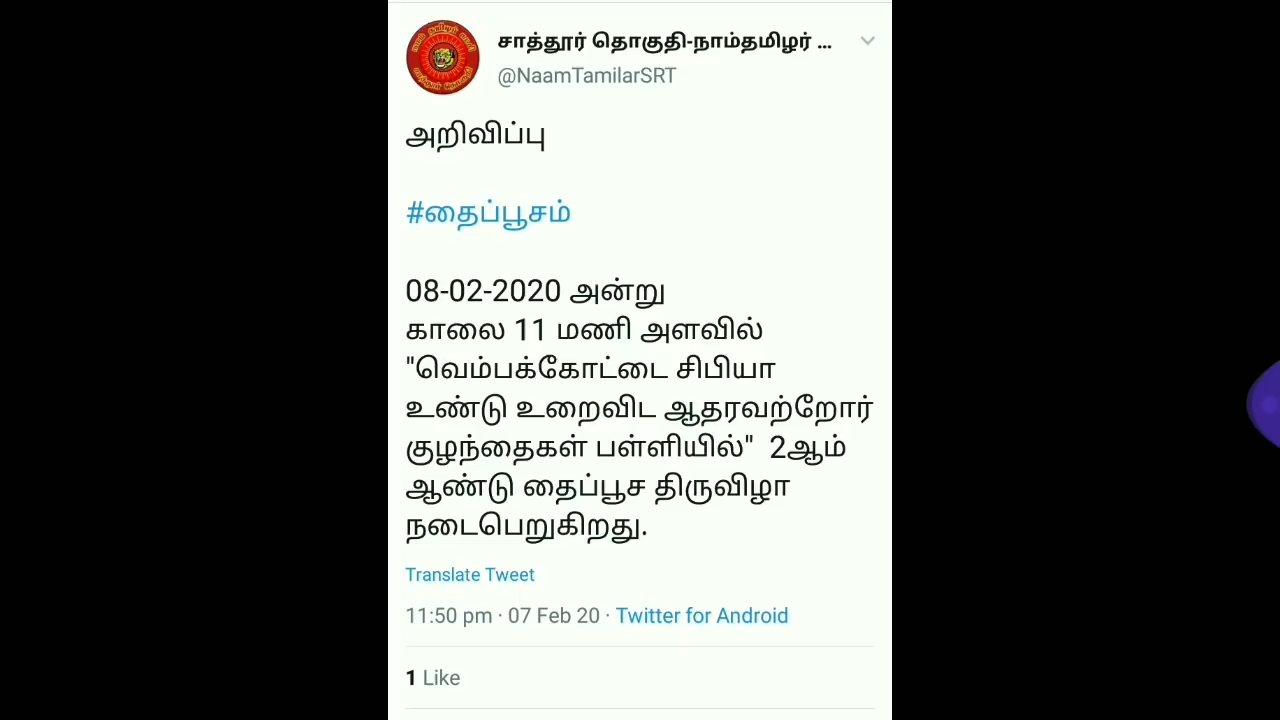 சாத்தூர் தொகுதி-நாம்தமிழர் ...
@NaamTamilarSRT
அறிவிப்பு
#தைப்பூசம்
08-02-2020 அன்று
காலை 11 மணி அளவில்
"வெம்பக்கோட்டை சிபியா
உண்டு உறைவிட ஆதரவற்றோர்
குழந்தைகள் பள்ளியில்" 2ஆம்
ஆண்டு தைப்பூச திருவிழா
நடைபெறுகிறது.
Translate Tweet
11:50 pm · 07 Feb 20 · Twitter for Android
1 Like